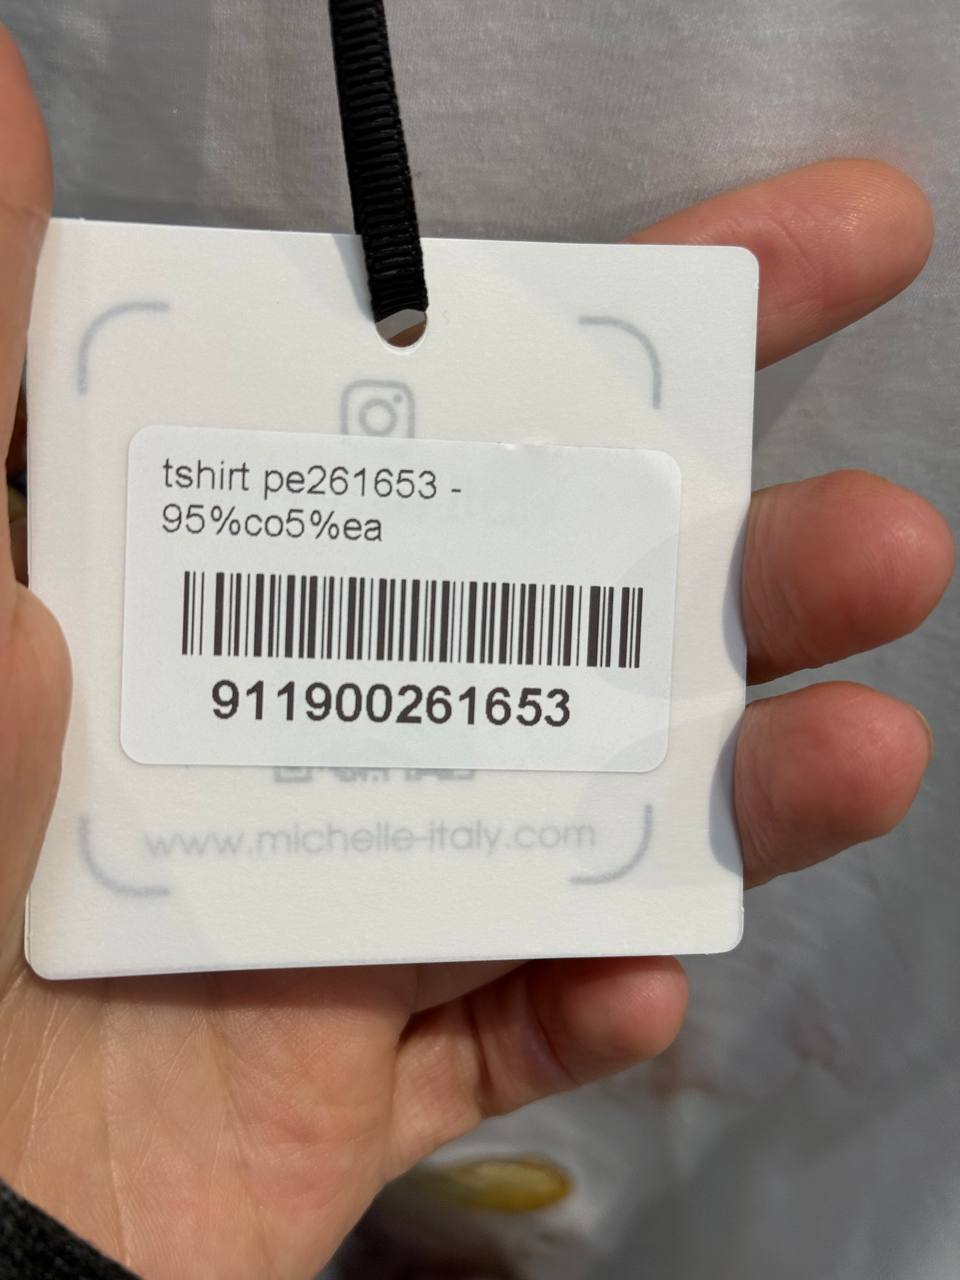 tshirt pe261653 -
95%co5%ea
911900261653
www.michelle-italy.com